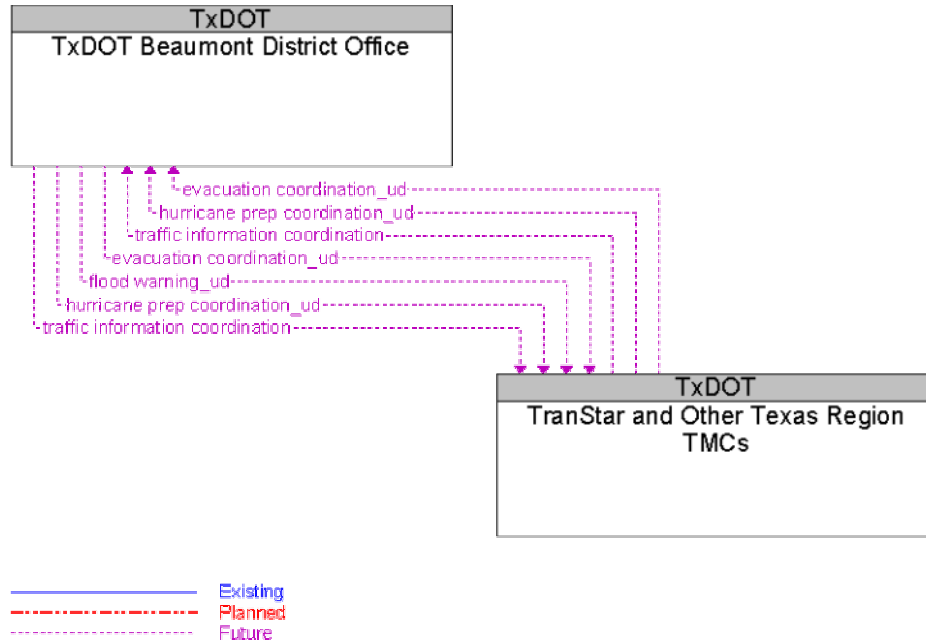 TxDOT
TxDOT Beaumont District Office
evacuation coordination_ud
hurricane prep coordination_ud
traffic information coordination
evacuation coordination_ud
flood warning_ud
hurricane prep coordination_ud
traffic information coordination
TxDOT
TranStar and Other Texas Region
TMCs
Existing
Planned
Future